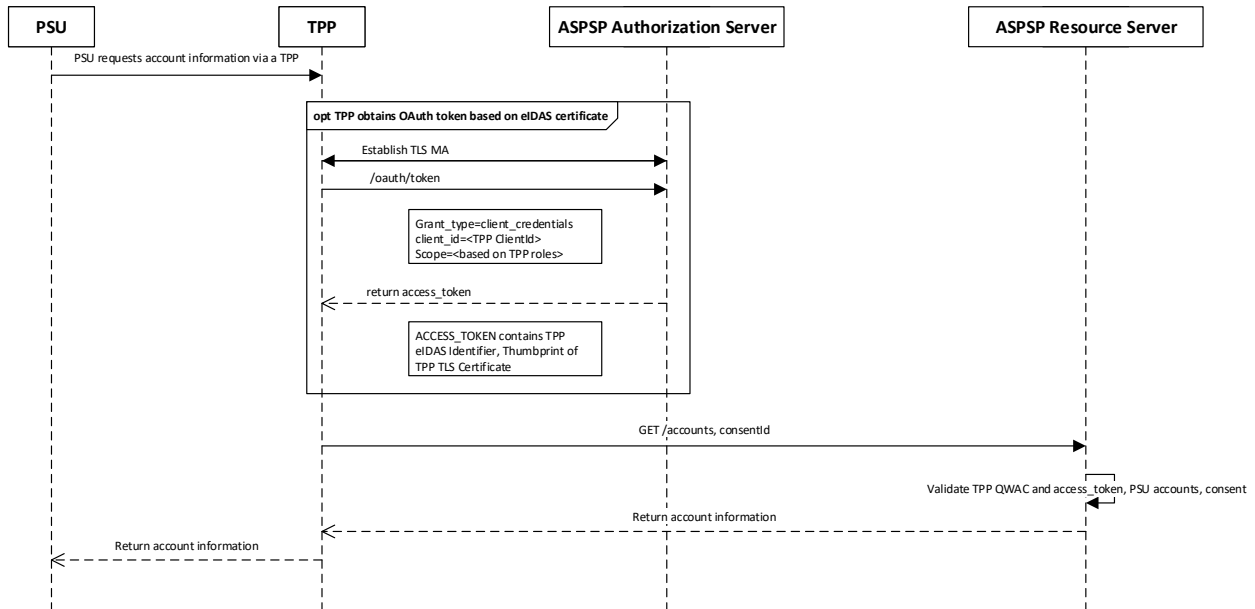 PSU
TPP
ASPSP Authorization Server
ASPSP Resource Server
PSU requests account information via a TPP
opt TPP obtains OAuth token based on eIDAS certificate
Establish TLS MA
/oauth/token
Grant_type=client_credentials
client_id=<TPP ClientId>
Scope=<based on TPP roles>
return access_token
ACCESS_TOKEN contains TPP
eIDAS Identifier, Thumbprint of
TPP TLS Certificate
GET /accounts, consentId
Validate TPP QWAC and access_token, PSU accounts, consent
Return account information
Return account information